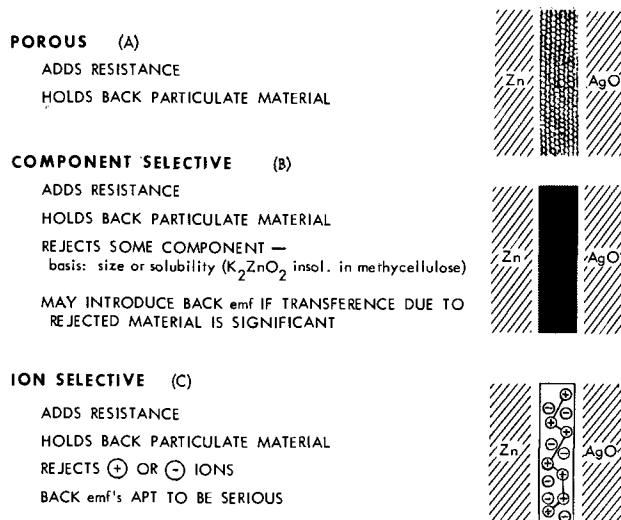 POROUS (A)
ADDS RESISTANCE
HOLDS BACK PARTICULATE MATERIAL
Zn AgO
COMPONENT SELECTIVE (B)
ADDS RESISTANCE
HOLDS BACK PARTICULATE MATERIAL
REJECTS SOME COMPONENT —
basis: size or solubility (K₂ZnO₂ insol. in methycellulose)
MAY INTRODUCE BACK emf IF TRANSFERENCE DUE TO
REJECTED MATERIAL IS SIGNIFICANT
Zn AgO
ION SELECTIVE (C)
ADDS RESISTANCE
HOLDS BACK PARTICULATE MATERIAL
REJECTS ⊕ OR ⊖ IONS
BACK emf's APT TO BE SERIOUS
Zn AgO